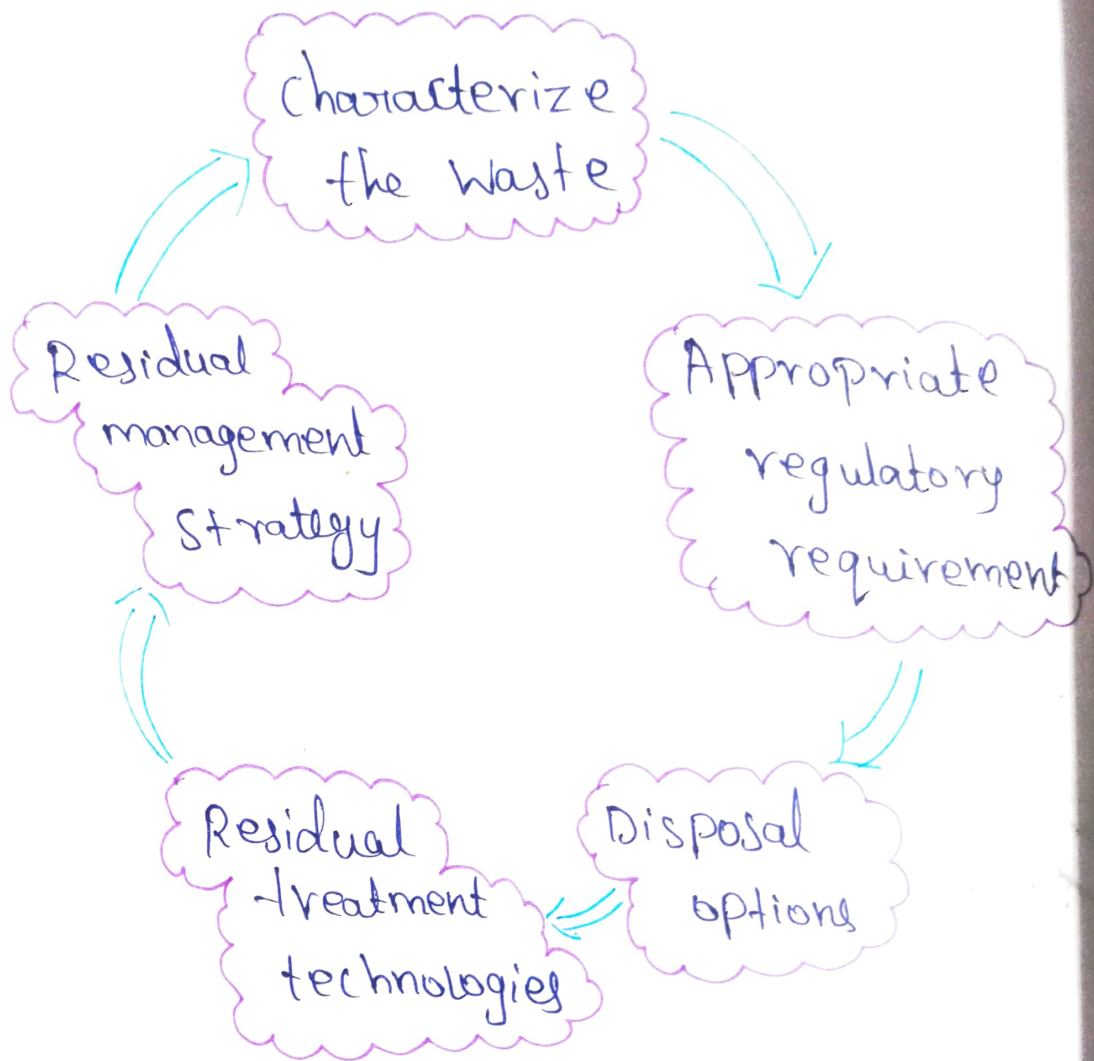 Characterize
the waste
Appropriate
regulatory
requirement
Disposal
options
Residual
treatment
technologies
Residual
management
strategy